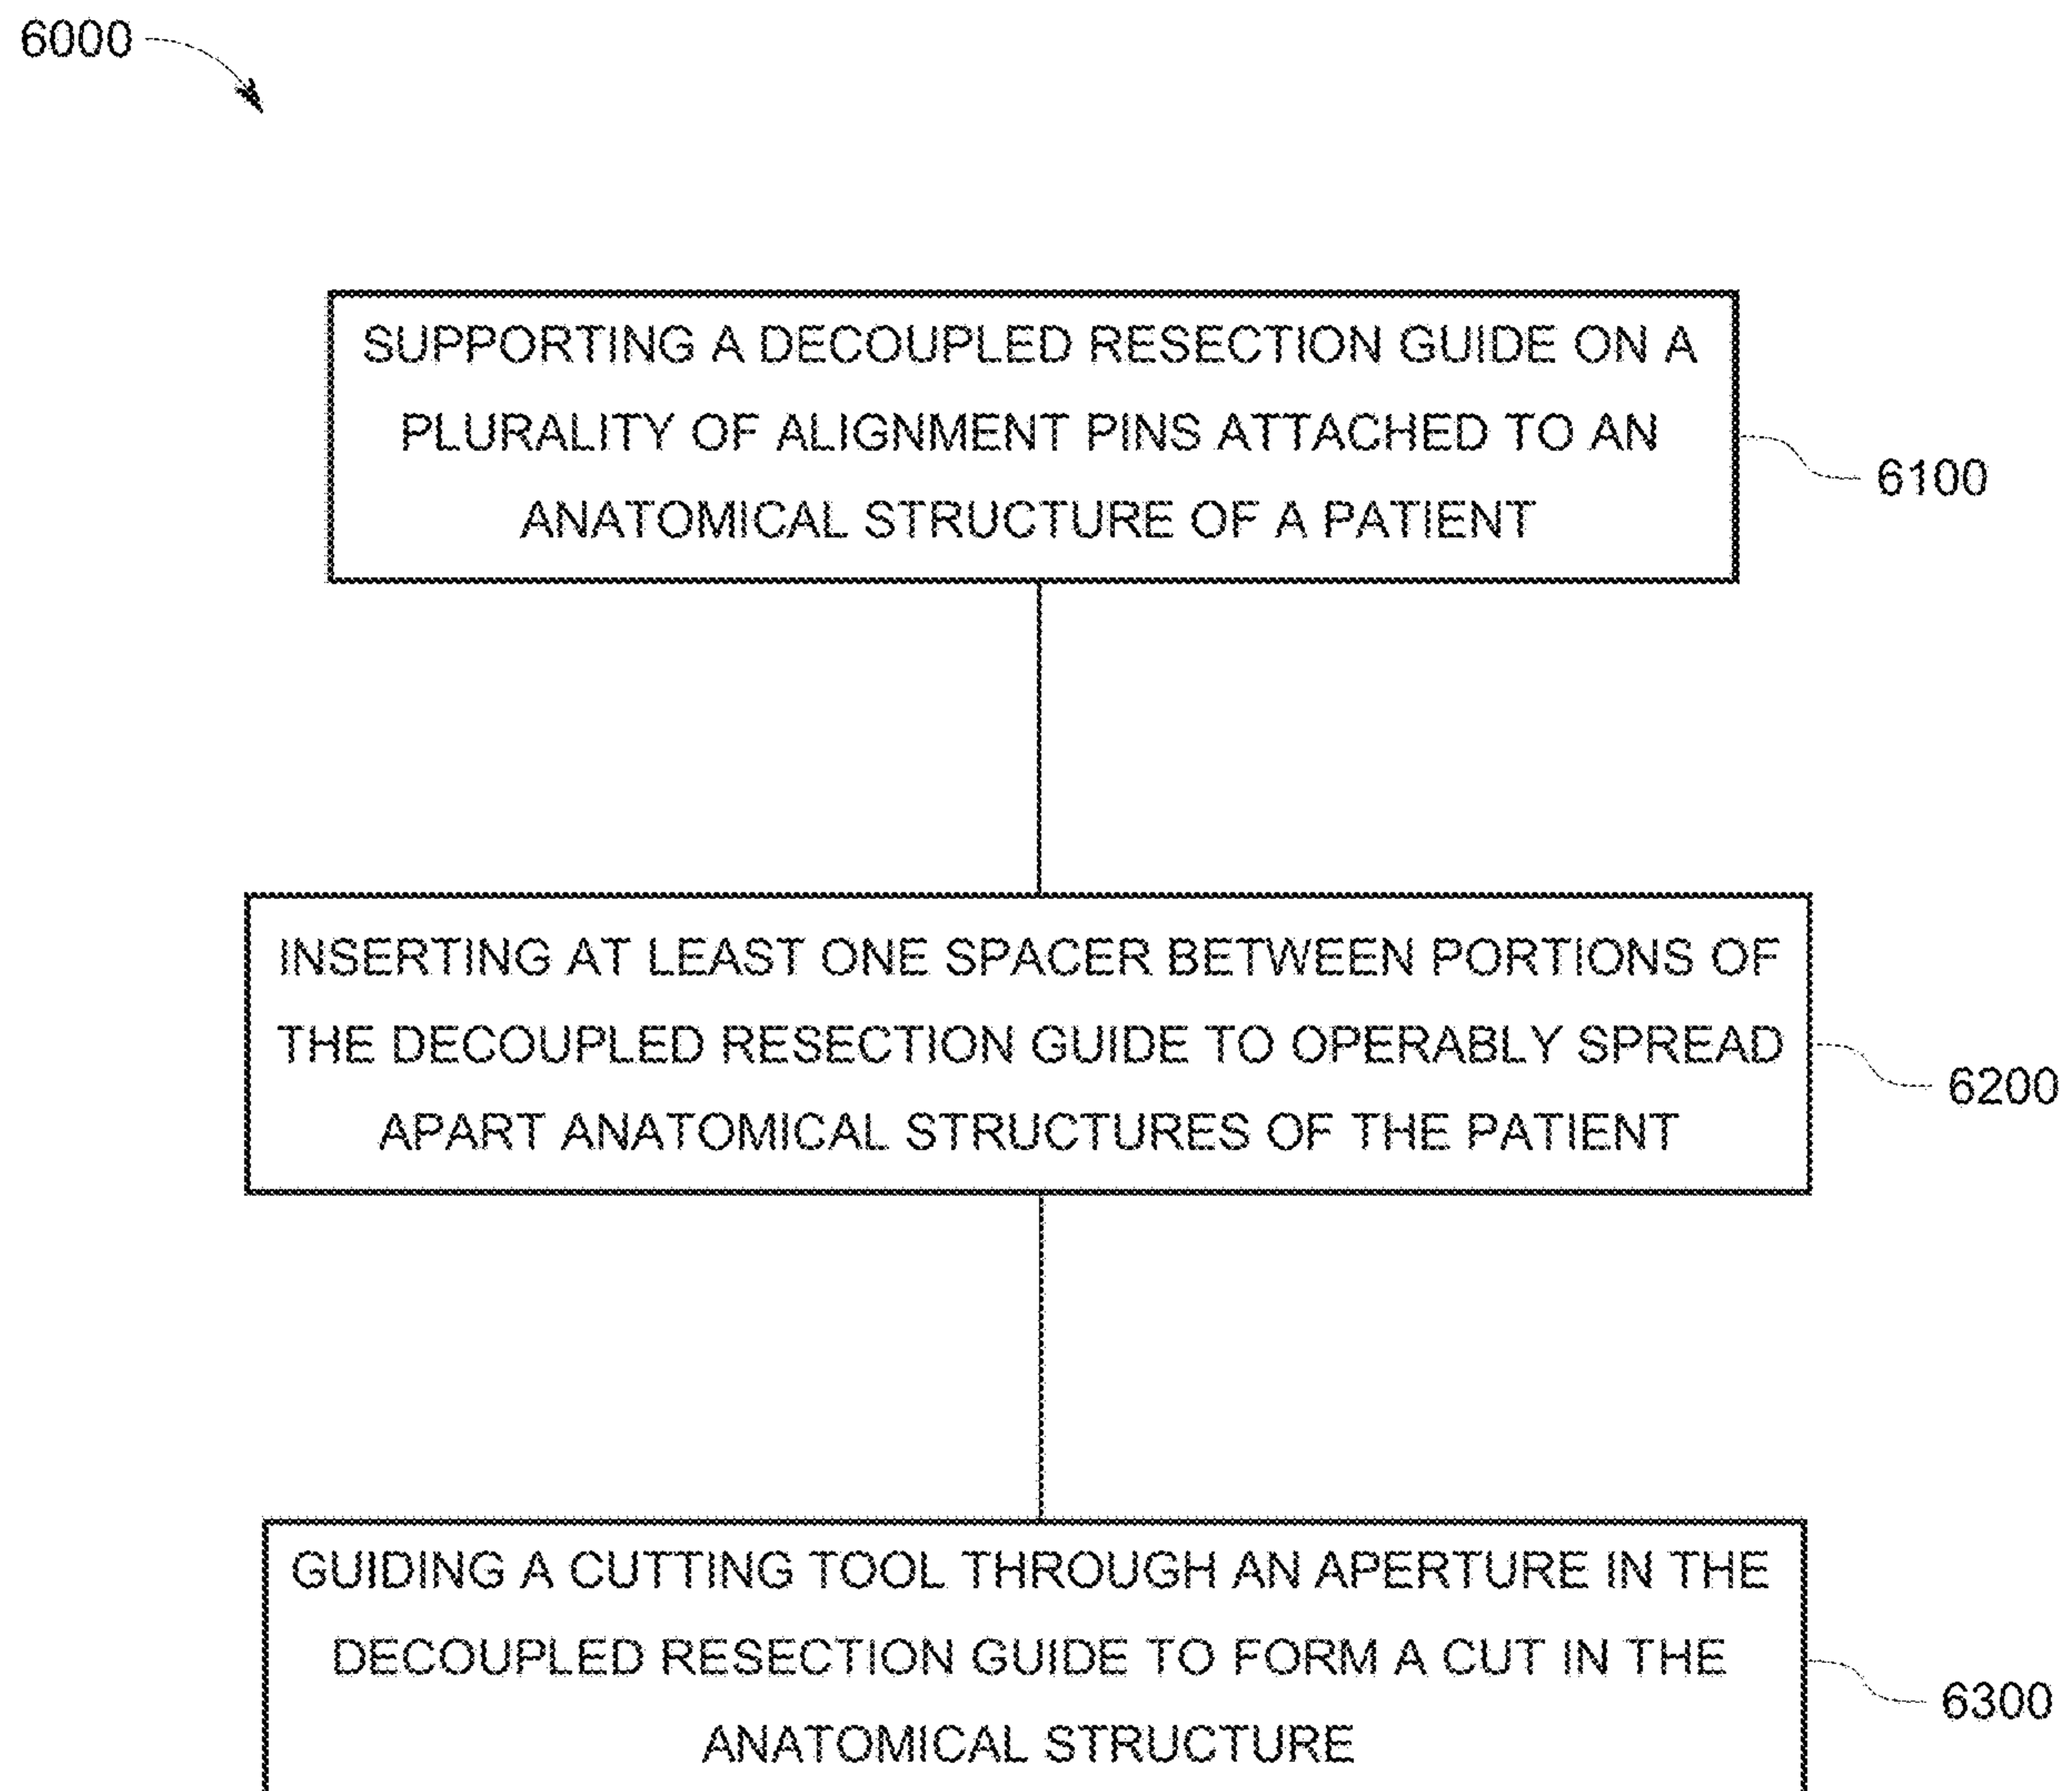 6000
SUPPORTING A DECOUPLED RESECTION GUIDE ON A
PLURALITY OF ALIGNMENT PINS ATTACHED TO AN
ANATOMICAL STRUCTURE OF A PATIENT
6100
INSERTING AT LEAST ONE SPACER BETWEEN PORTIONS OF
THE DECOUPLED RESECTION GUIDE TO OPERABLY SPREAD
APART ANATOMICAL STRUCTURES OF THE PATIENT
6200
GUIDING A CUTTING TOOL THROUGH AN APERTURE IN THE
DECOUPLED RESECTION GUIDE TO FORM A CUT IN THE
ANATOMICAL STRUCTURE
6300